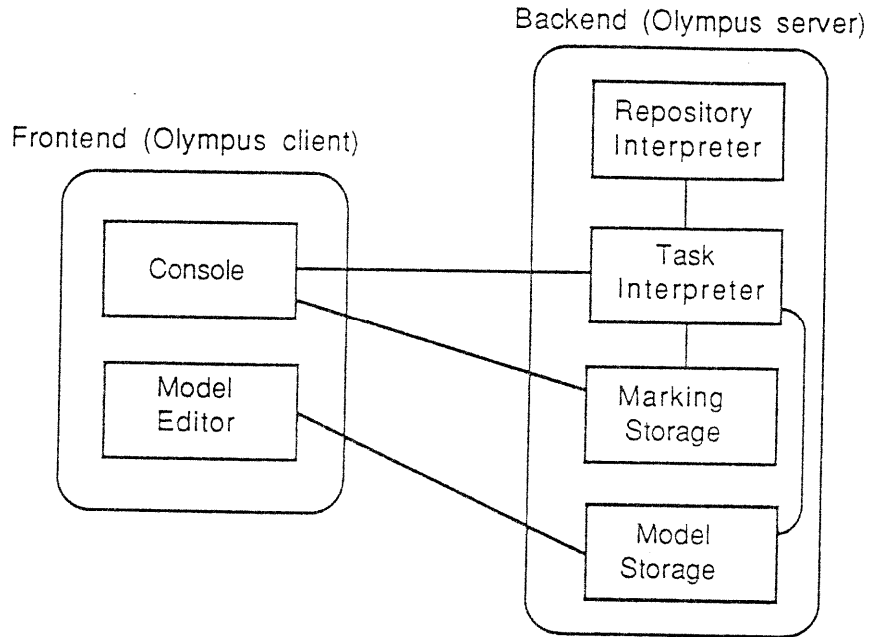 Backend (Olympus server)
Repository
Interpreter
Frontend (Olympus client)
Console
Task
Interpreter
Model
Editor
Marking
Storage
Model
Storage